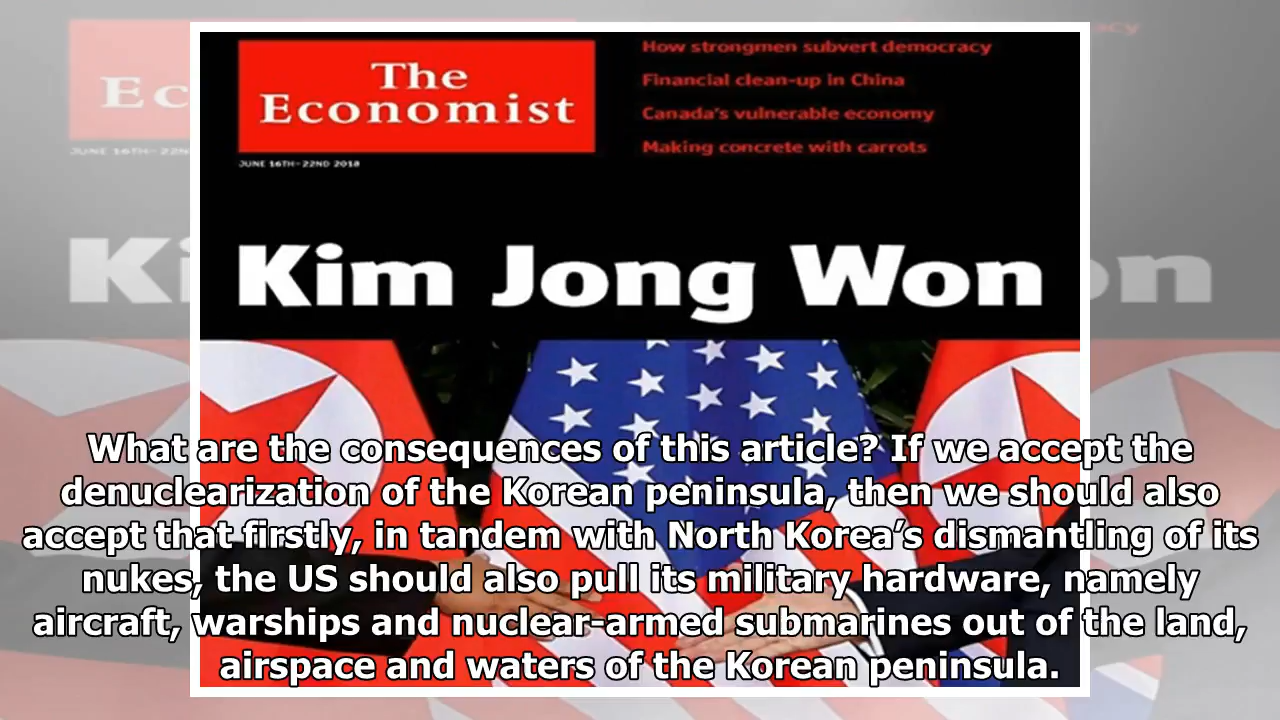 The
Economist
JUNE 16TH–22ND 2018
How strongmen subvert democracy
Financial clean-up in China
Canada's vulnerable economy
Making concrete with carrots
Kim Jong Won
What are the consequences of this article? If we accept the
denuclearization of the Korean peninsula, then we should also
accept that firstly, in tandem with North Korea’s dismantling of its
nukes, the US should also pull its military hardware, namely
aircraft, warships and nuclear-armed submarines out of the land,
airspace and waters of the Korean peninsula.